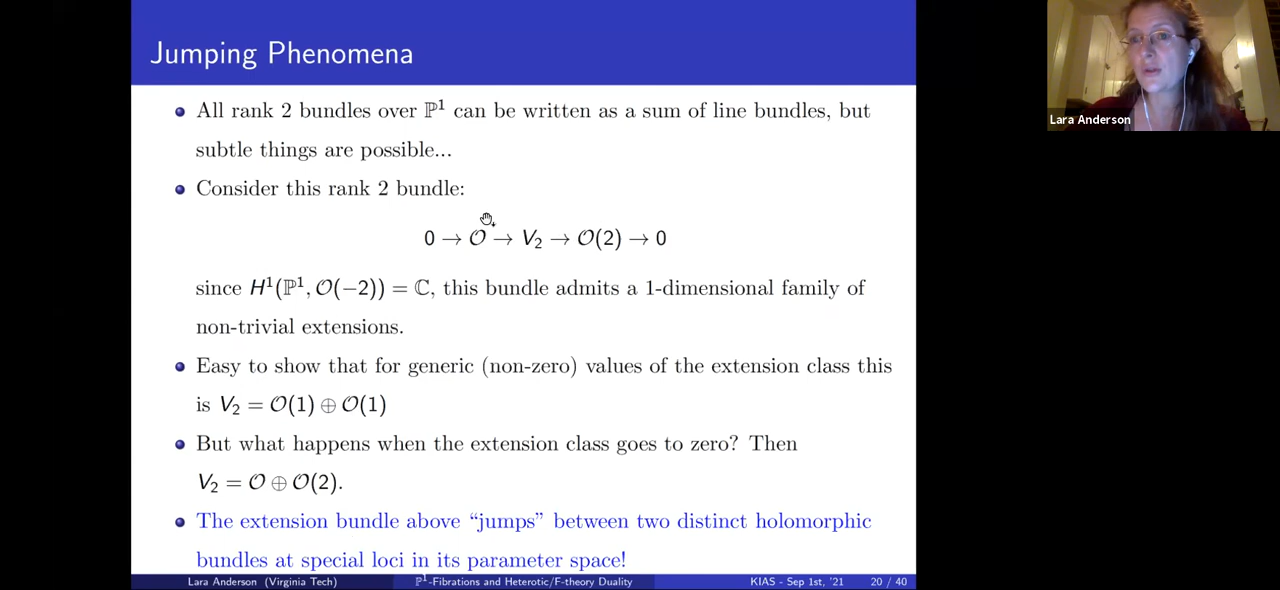 Jumping Phenomena
All rank 2 bundles over ℙ¹ can be written as a sum of line bundles, but
subtle things are possible...
Consider this rank 2 bundle:
0 → 𝒪 → V₂ → 𝒪(2) → 0
since H¹(ℙ¹, 𝒪(−2)) = ℂ, this bundle admits a 1-dimensional family of
non-trivial extensions.
Easy to show that for generic (non-zero) values of the extension class this
is V₂ = 𝒪(1) ⊕ 𝒪(1)
But what happens when the extension class goes to zero? Then
V₂ = 𝒪 ⊕ 𝒪(2).
The extension bundle above “jumps” between two distinct holomorphic
bundles at special loci in its parameter space!
Lara Anderson (Virginia Tech) ℙ¹-Fibrations and Heterotic/F-theory Duality KIAS - Sep 1st, '21 20 / 40
Lara Anderson